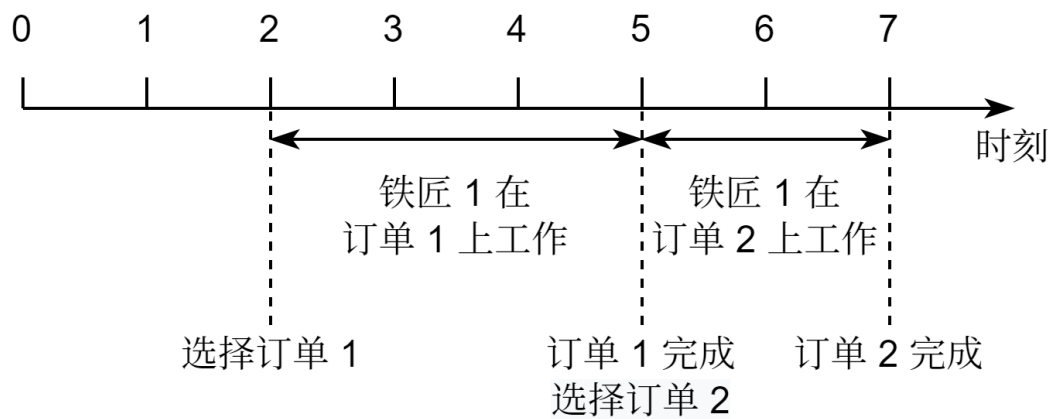 0 1 2 3 4 5 6 7
时刻
铁匠 1 在
订单 1 上工作
铁匠 1 在
订单 2 上工作
选择订单 1
订单 1 完成
选择订单 2
订单 2 完成